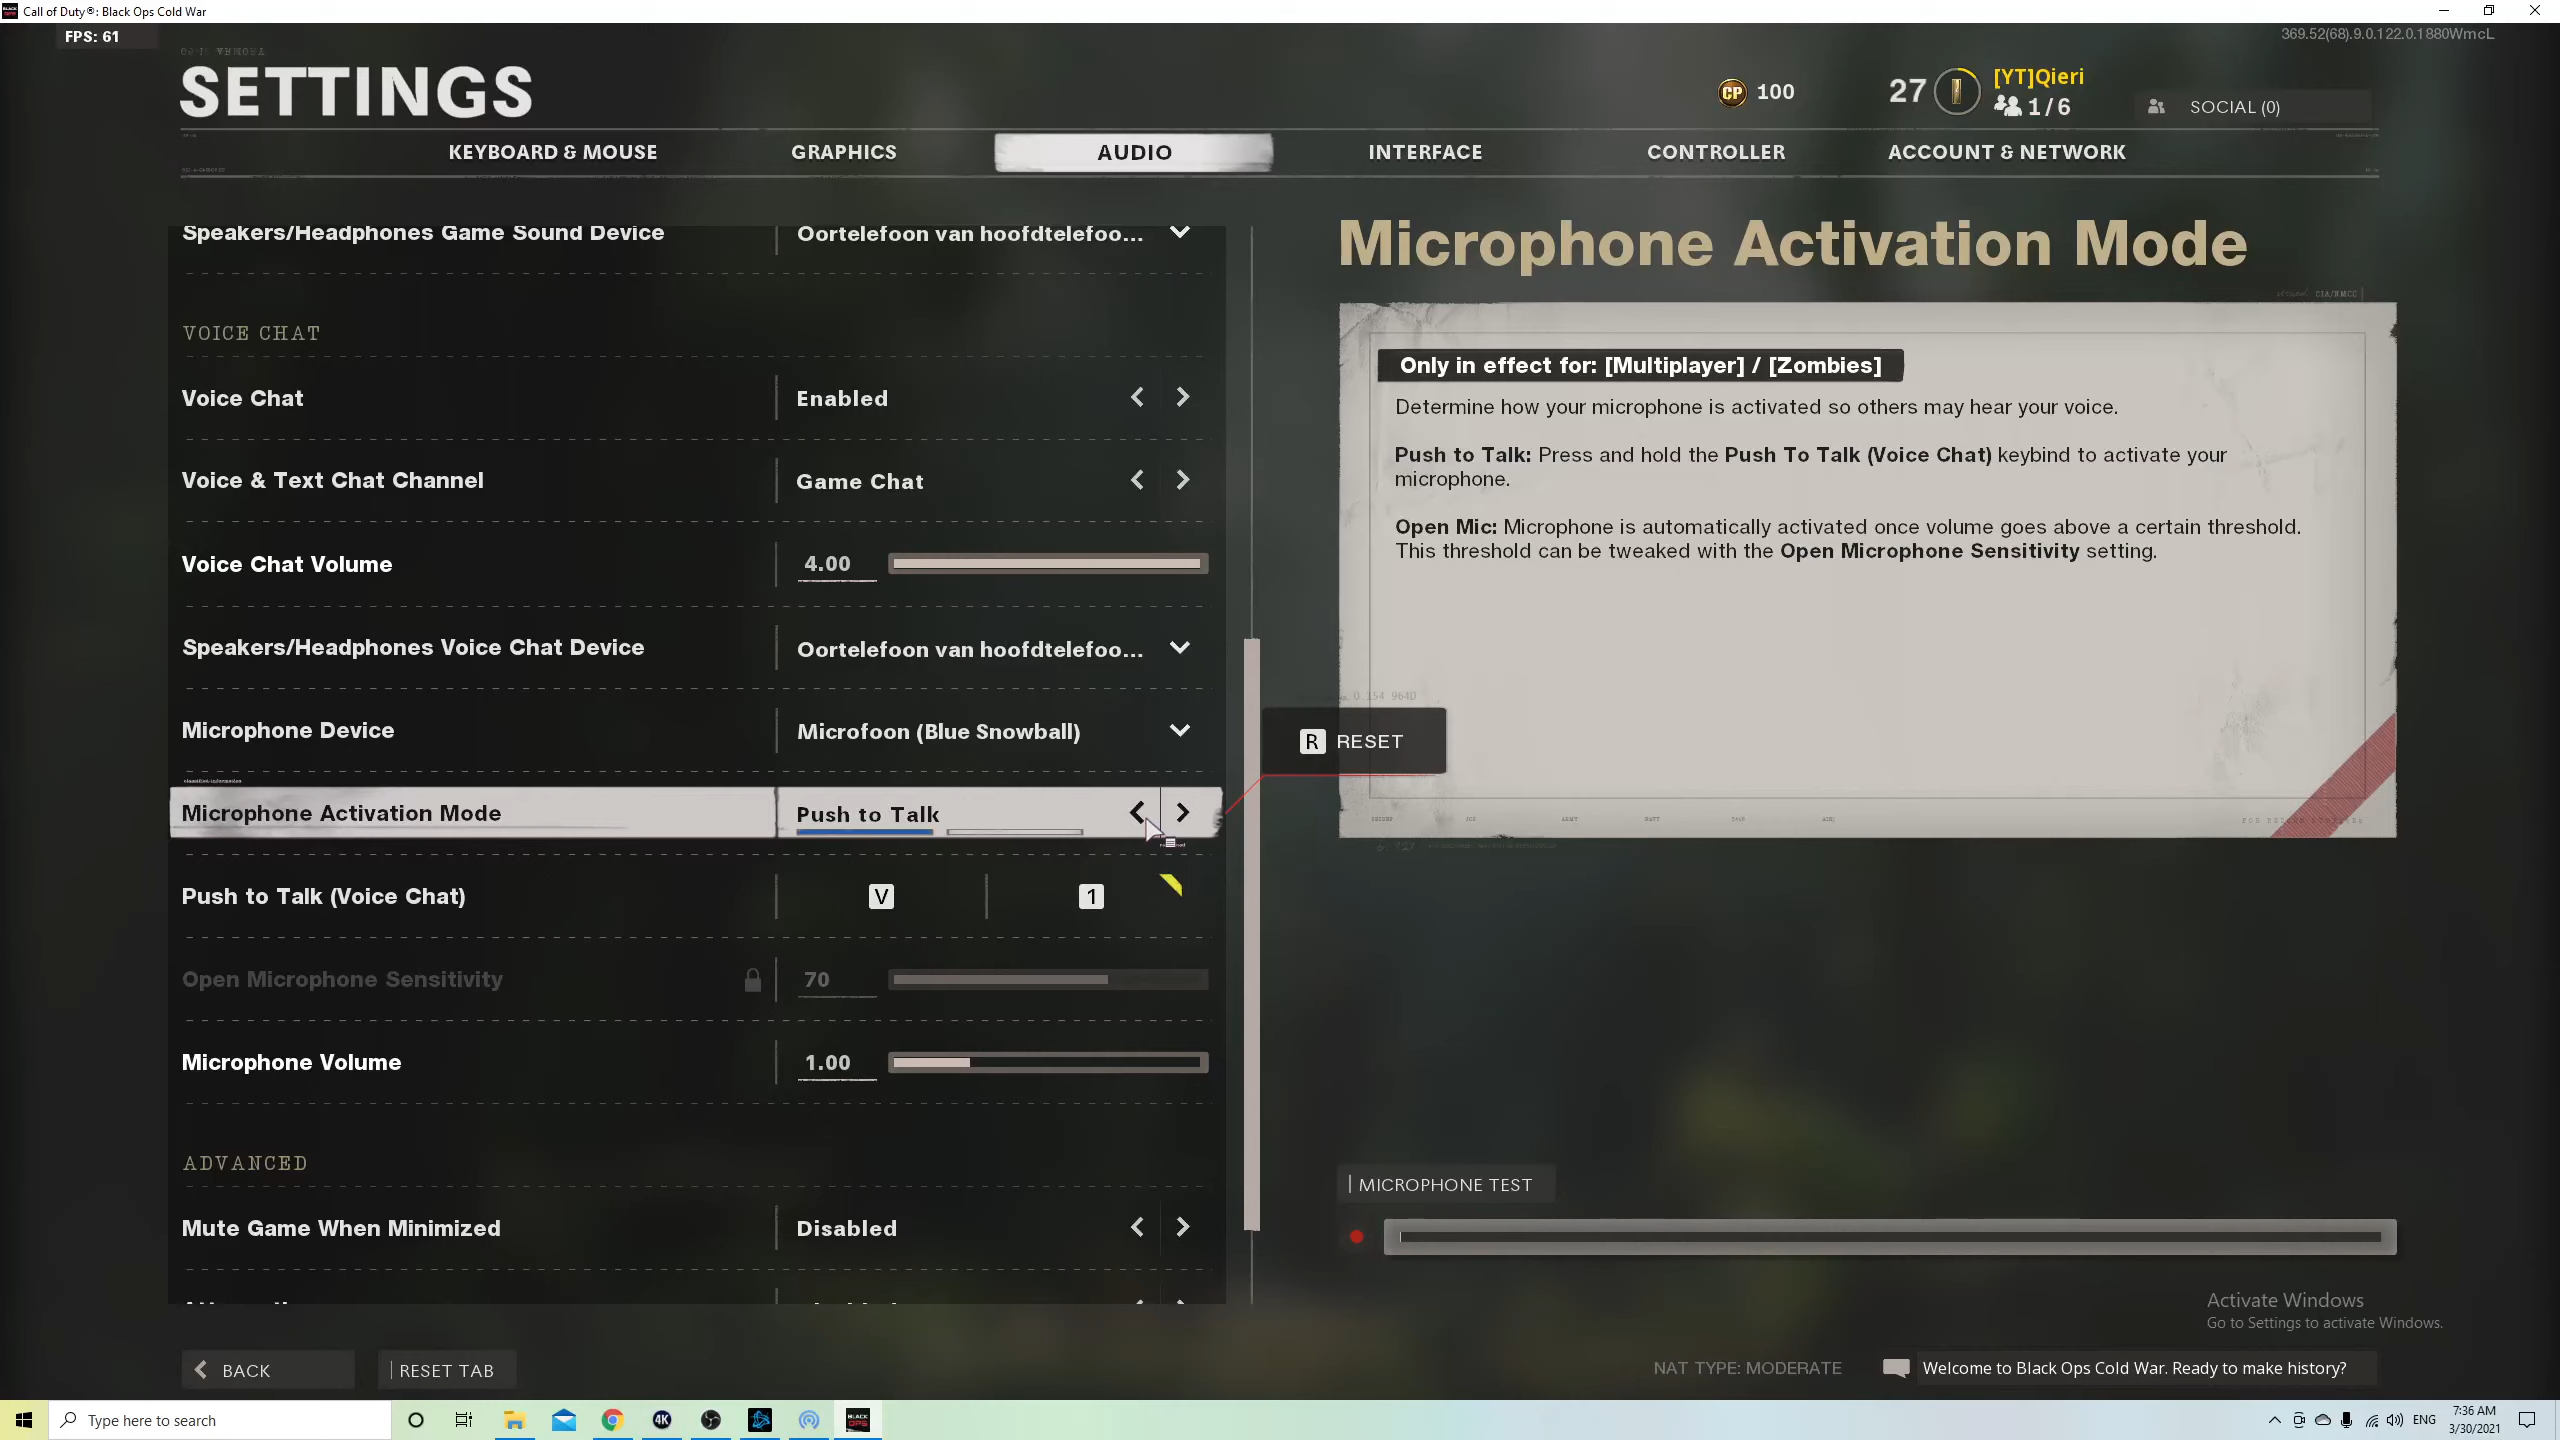 Call of Duty®: Black Ops Cold War
FPS: 61
369.52(68).9.0.122.0.1880WmcL
SETTINGS
CP 100
27
[YT]Qieri
1/6
SOCIAL (0)
KEYBOARD & MOUSE
GRAPHICS
AUDIO
INTERFACE
CONTROLLER
ACCOUNT & NETWORK
Speakers/Headphones Game Sound Device
Oortelefoon van hoofdtelefoo...
VOICE CHAT
Voice Chat
Enabled
Voice & Text Chat Channel
Game Chat
Voice Chat Volume
4.00
Speakers/Headphones Voice Chat Device
Oortelefoon van hoofdtelefoo...
Microphone Device
Microfoon (Blue Snowball)
Microphone Activation Mode
Push to Talk
R RESET
Push to Talk (Voice Chat)
V
1
Open Microphone Sensitivity
70
Microphone Volume
1.00
ADVANCED
Mute Game When Minimized
Disabled
Microphone Activation Mode
CIA/NMCC
Only in effect for: [Multiplayer] / [Zombies]
Determine how your microphone is activated so others may hear your voice.
Push to Talk: Press and hold the Push To Talk (Voice Chat) keybind to activate your
microphone.
Open Mic: Microphone is automatically activated once volume goes above a certain threshold.
This threshold can be tweaked with the Open Microphone Sensitivity setting.
0.154 964D
MICROPHONE TEST
Activate Windows
Go to Settings to activate Windows.
BACK
RESET TAB
NAT TYPE: MODERATE
Welcome to Black Ops Cold War. Ready to make history?
Type here to search
4K
BLACK
OPS
ENG
7:36 AM
3/30/2021